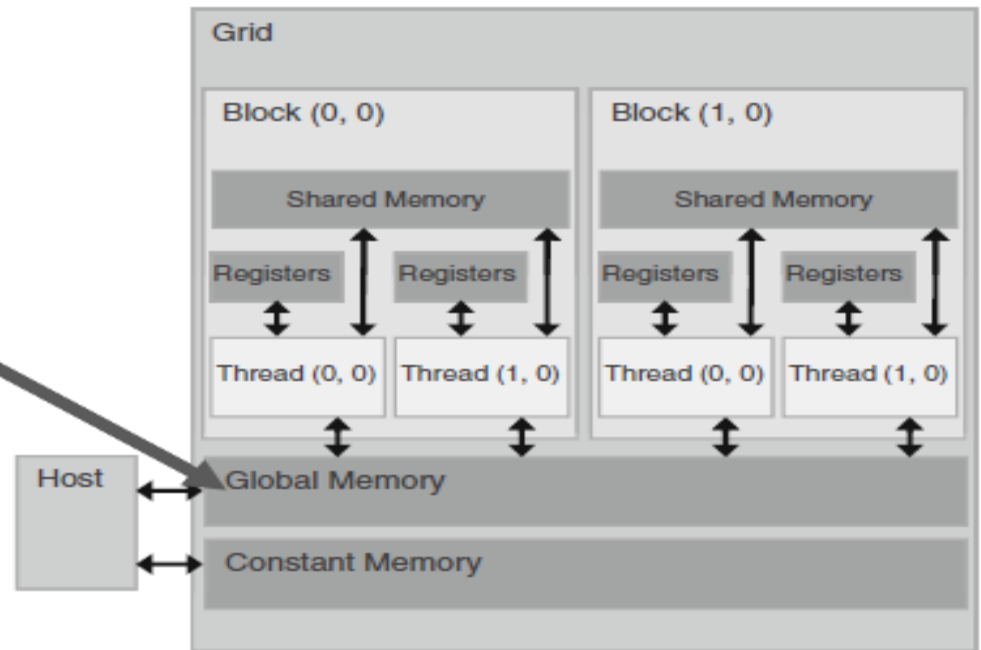 Grid
Block (0, 0)
Block (1, 0)
Shared Memory
Shared Memory
Registers
Registers
Registers
Registers
Thread (0, 0)
Thread (1, 0)
Thread (0, 0)
Thread (1, 0)
Host
Global Memory
Constant Memory